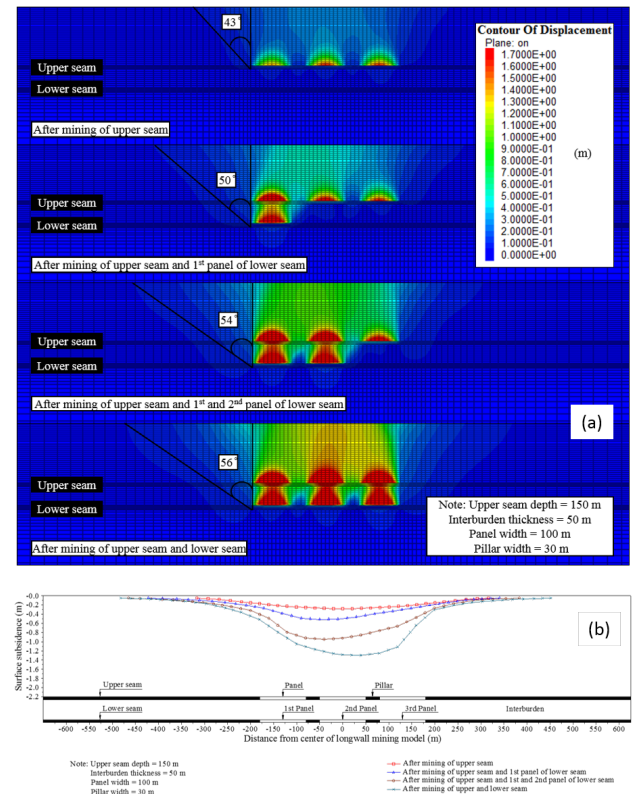 43°
Contour Of Displacement
Plane: on
1.7000E+00
1.6000E+00
1.5000E+00
1.4000E+00
1.3000E+00
1.2000E+00
1.1000E+00
1.0000E+00
9.0000E-01
8.0000E-01
7.0000E-01
6.0000E-01
5.0000E-01
4.0000E-01
3.0000E-01
2.0000E-01
1.0000E-01
0.0000E+00
(m)
Upper seam
Lower seam
After mining of upper seam
50°
Upper seam
Lower seam
After mining of upper seam and 1st panel of lower seam
54°
Upper seam
Lower seam
After mining of upper seam and 1st and 2nd panel of lower seam
(a)
56°
Upper seam
Lower seam
After mining of upper seam and lower seam
Note: Upper seam depth = 150 m
Interburden thickness = 50 m
Panel width = 100 m
Pillar width = 30 m
(b)
Surface subsidence (m)
-0.0
-0.2
-0.4
-0.6
-0.8
-1.0
-1.2
-1.4
-1.6
-1.8
-2.0
-2.2
Upper seam Panel Pillar
Lower seam 1st Panel 2nd Panel 3rd Panel Interburden
-600 -550 -500 -450 -400 -350 -300 -250 -200 -150 -100 -50 0 50 100 150 200 250 300 350 400 450 500 550 600
Distance from center of longwall mining model (m)
Note: Upper seam depth = 150 m
Interburden thickness = 50 m
Panel width = 100 m
Pillar width = 30 m
After mining of upper seam
After mining of upper seam and 1st panel of lower seam
After mining of upper seam and 1st and 2nd panel of lower seam
After mining of upper and lower seam